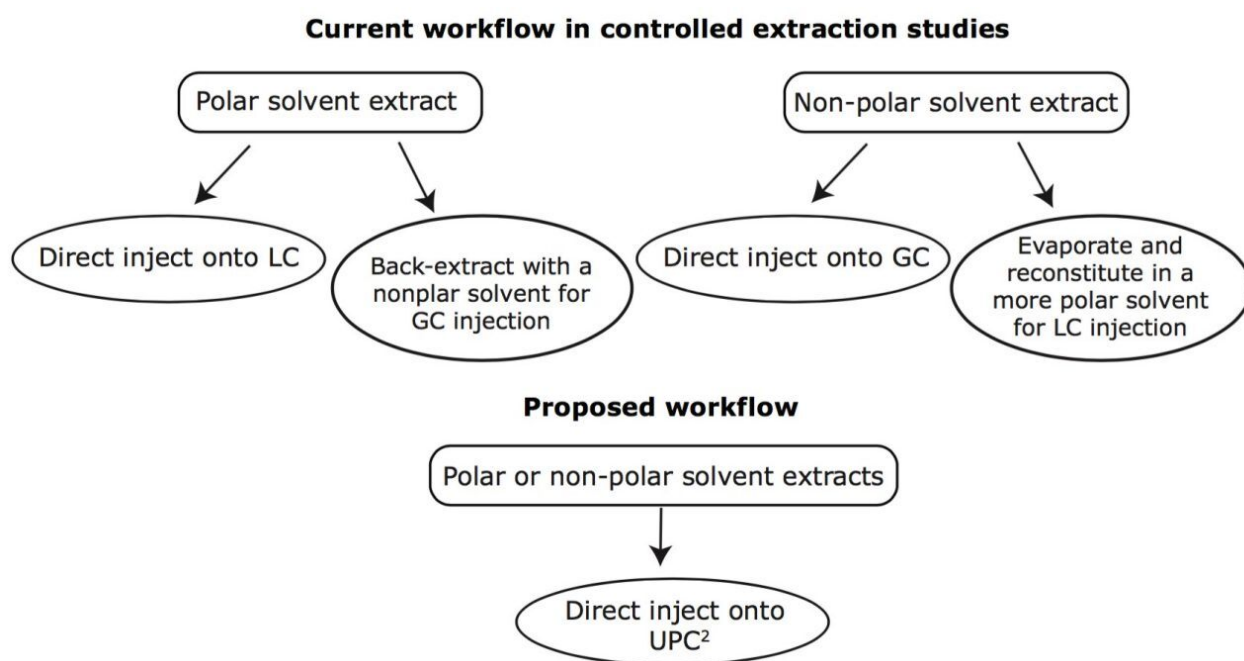 Current workflow in controlled extraction studies
Polar solvent extract
Non-polar solvent extract
Direct inject onto LC
Back-extract with a
nonplar solvent for
GC injection
Direct inject onto GC
Evaporate and
reconstitute in a
more polar solvent
for LC injection
Proposed workflow
Polar or non-polar solvent extracts
Direct inject onto
UPC²